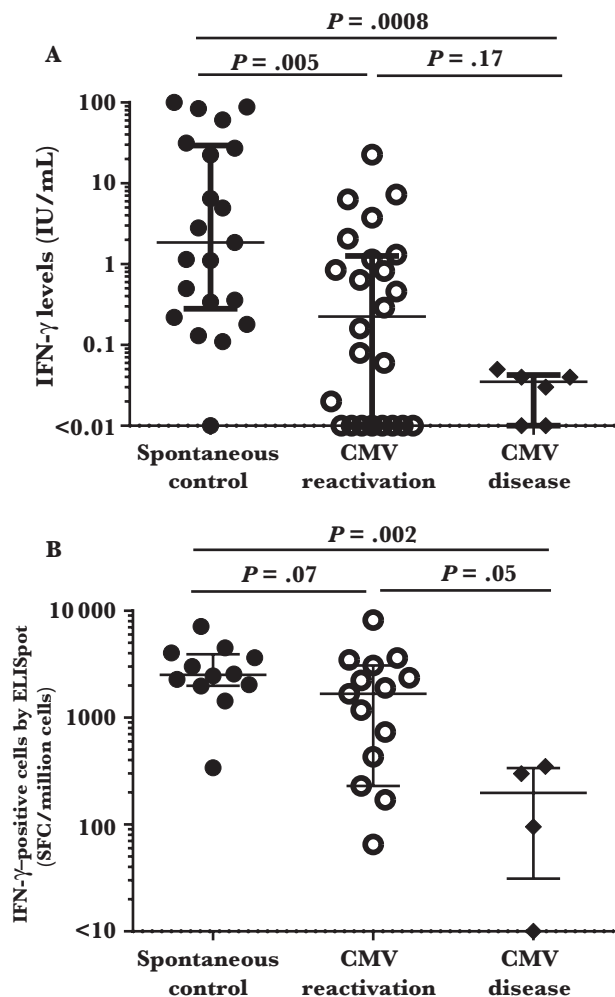 P = .0008
A
P = .005
P = .17
IFN-γ levels (IU/mL)
100
10
1
0.1
<0.01
Spontaneous
control
CMV
reactivation
CMV
disease
B
P = .002
P = .07
P = .05
IFN-γ–positive cells by ELISpot
(SFC/million cells)
10 000
1000
100
<10
Spontaneous
control
CMV
reactivation
CMV
disease